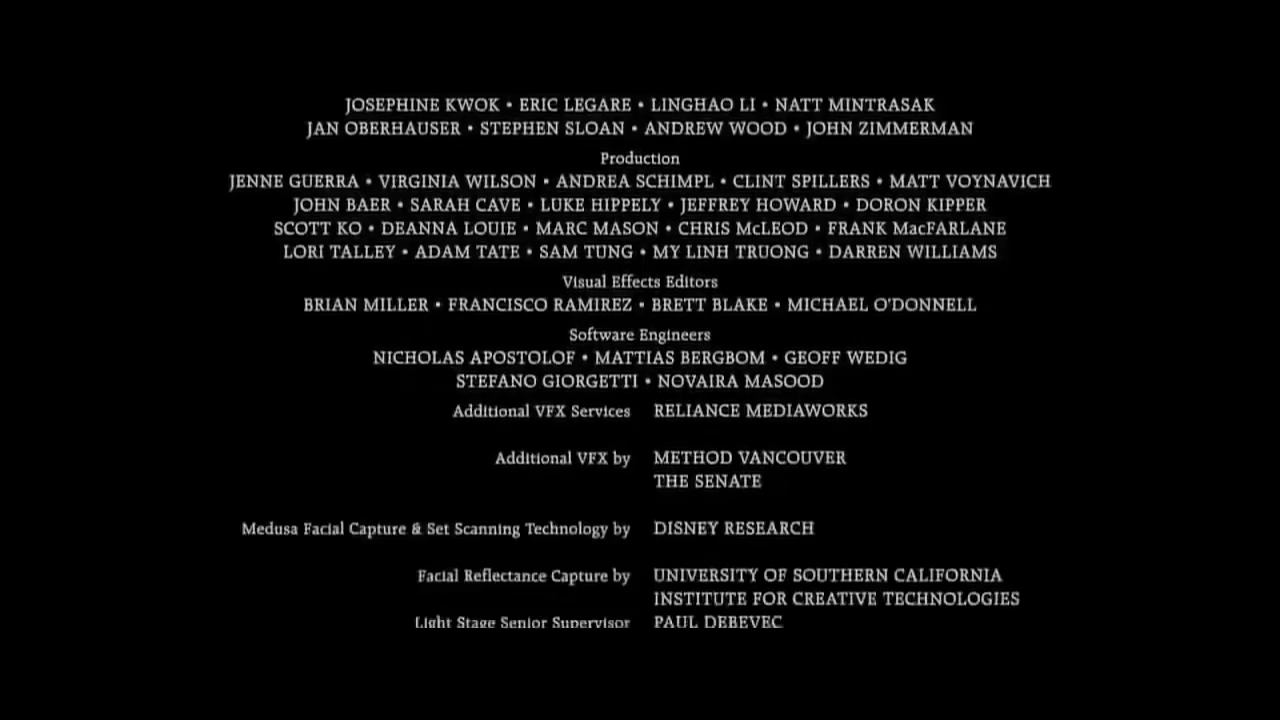 JOSEPHINE KWOK • ERIC LEGARE • LINGHAO LI • NATT MINTRASAK
JAN OBERHAUSER • STEPHEN SLOAN • ANDREW WOOD • JOHN ZIMMERMAN
Production
JENNE GUERRA • VIRGINIA WILSON • ANDREA SCHIMPL • CLINT SPILLERS • MATT VOYNAVICH
JOHN BAER • SARAH CAVE • LUKE HIPPELY • JEFFREY HOWARD • DORON KIPPER
SCOTT KO • DEANNA LOUIE • MARC MASON • CHRIS McLEOD • FRANK MacFARLANE
LORI TALLEY • ADAM TATE • SAM TUNG • MY LINH TRUONG • DARREN WILLIAMS
Visual Effects Editors
BRIAN MILLER • FRANCISCO RAMIREZ • BRETT BLAKE • MICHAEL O'DONNELL
Software Engineers
NICHOLAS APOSTOLOF • MATTIAS BERGBOM • GEOFF WEDIG
STEFANO GIORGETTI • NOVAIRA MASOOD
Additional VFX Services RELIANCE MEDIAWORKS
Additional VFX by METHOD VANCOUVER
THE SENATE
Medusa Facial Capture & Set Scanning Technology by DISNEY RESEARCH
Facial Reflectance Capture by UNIVERSITY OF SOUTHERN CALIFORNIA
INSTITUTE FOR CREATIVE TECHNOLOGIES
Light Stage Senior Supervisor PAUL DEBEVEC